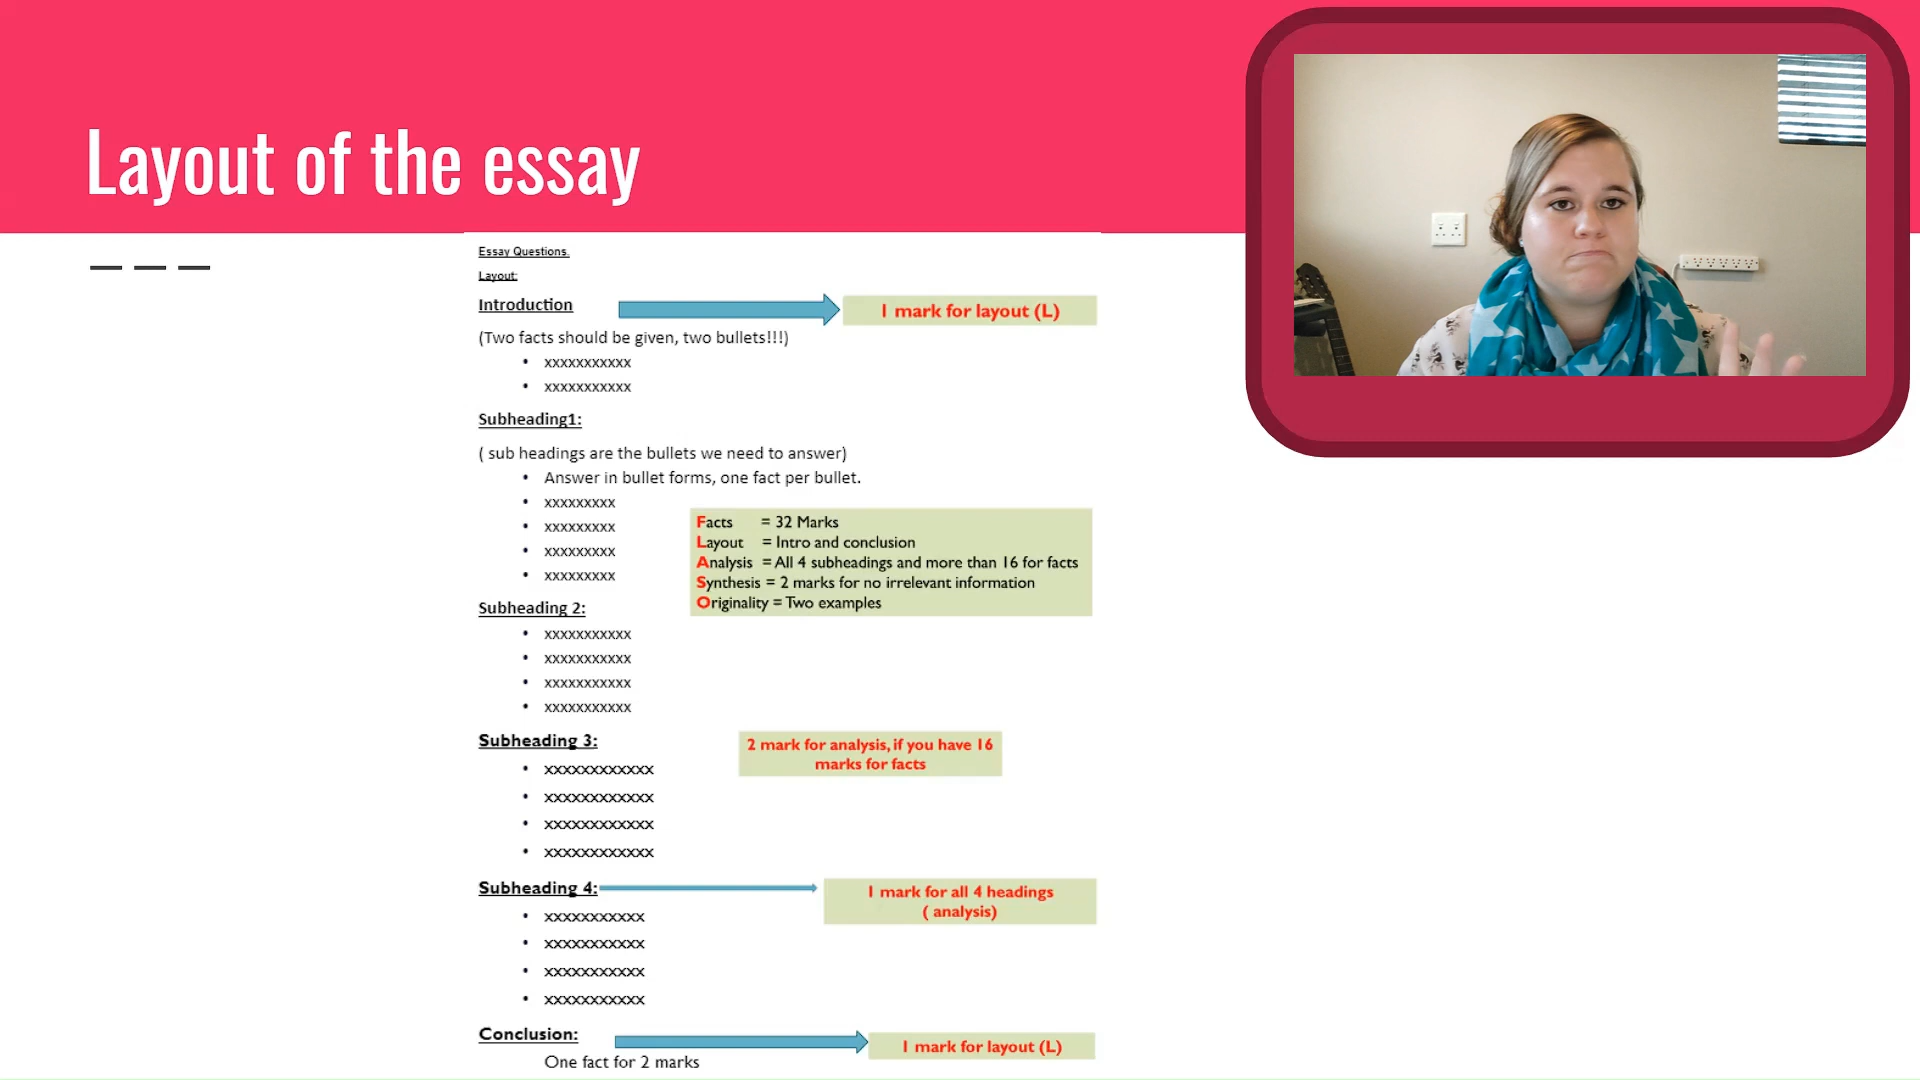 Layout of the essay
Essay Questions.
Layout:
Introduction
1 mark for layout (L)
(Two facts should be given, two bullets!!!)
• xxxxxxxxxxx
• xxxxxxxxxxx
Subheading1:
( sub headings are the bullets we need to answer)
• Answer in bullet forms, one fact per bullet.
• xxxxxxxxx
• xxxxxxxxx
• xxxxxxxxx
• xxxxxxxxx
Facts = 32 Marks
Layout = Intro and conclusion
Analysis = All 4 subheadings and more than 16 for facts
Synthesis = 2 marks for no irrelevant information
Originality = Two examples
Subheading 2:
• xxxxxxxxxxx
• xxxxxxxxxxx
• xxxxxxxxxxx
• xxxxxxxxxxx
Subheading 3:
2 mark for analysis, if you have 16
marks for facts
• xxxxxxxxxxxx
• xxxxxxxxxxxx
• xxxxxxxxxxxx
• xxxxxxxxxxxx
Subheading 4:
1 mark for all 4 headings
( analysis)
• xxxxxxxxxxx
• xxxxxxxxxxx
• xxxxxxxxxxx
• xxxxxxxxxxx
Conclusion:
1 mark for layout (L)
One fact for 2 marks